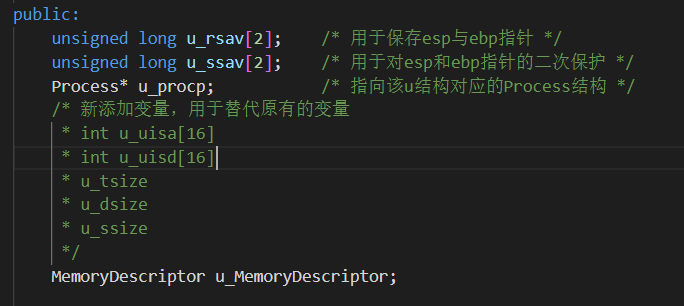 public:
unsigned long u_rsav[2]; /* 用于保存esp与ebp指针 */
unsigned long u_ssav[2]; /* 用于对esp和ebp指针的二次保护 */
Process* u_procp; /* 指向该u结构对应的Process结构 */
/* 新添加变量，用于替代原有的变量
* int u_uisa[16]
* int u_uisd[16]
* u_tsize
* u_dsize
* u_ssize
*/
MemoryDescriptor u_MemoryDescriptor;